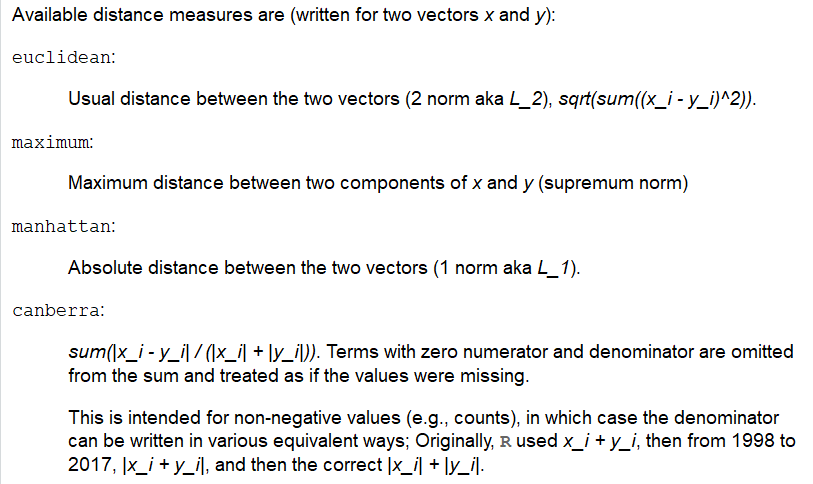 Available distance measures are (written for two vectors x and y):
euclidean:
Usual distance between the two vectors (2 norm aka L_2), sqrt(sum((x_i - y_i)^2)).
maximum:
Maximum distance between two components of x and y (supremum norm)
manhattan:
Absolute distance between the two vectors (1 norm aka L_1).
canberra:
sum(|x_i - y_i| / (|x_i| + |y_i|)). Terms with zero numerator and denominator are omitted
from the sum and treated as if the values were missing.
This is intended for non-negative values (e.g., counts), in which case the denominator
can be written in various equivalent ways; Originally, R used x_i + y_i, then from 1998 to
2017, |x_i + y_i|, and then the correct |x_i| + |y_i|.